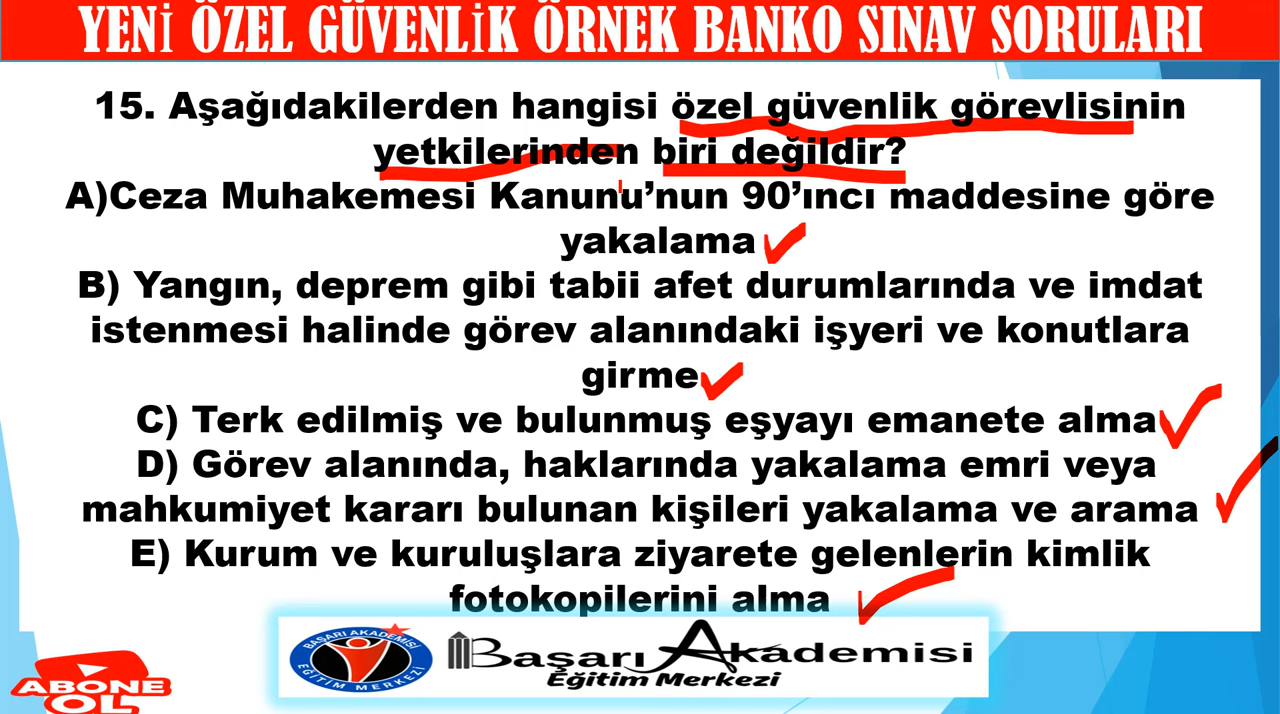 YENİ ÖZEL GÜVENLİK ÖRNEK BANKO SINAV SORULARI
15. Aşağıdakilerden hangisi özel güvenlik görevlisinin
yetkilerinden biri değildir?
A)Ceza Muhakemesi Kanunu’nun 90’ıncı maddesine göre
yakalama
B) Yangın, deprem gibi tabii afet durumlarında ve imdat
istenmesi halinde görev alanındaki işyeri ve konutlara
girme
C) Terk edilmiş ve bulunmuş eşyayı emanete alma
D) Görev alanında, haklarında yakalama emri veya
mahkumiyet kararı bulunan kişileri yakalama ve arama
E) Kurum ve kuruluşlara ziyarete gelenlerin kimlik
fotokopilerini alma
BAŞARI AKADEMİSİ
EĞİTİM MERKEZİ
Başarı Akademisi
Eğitim Merkezi
ABONE
OL